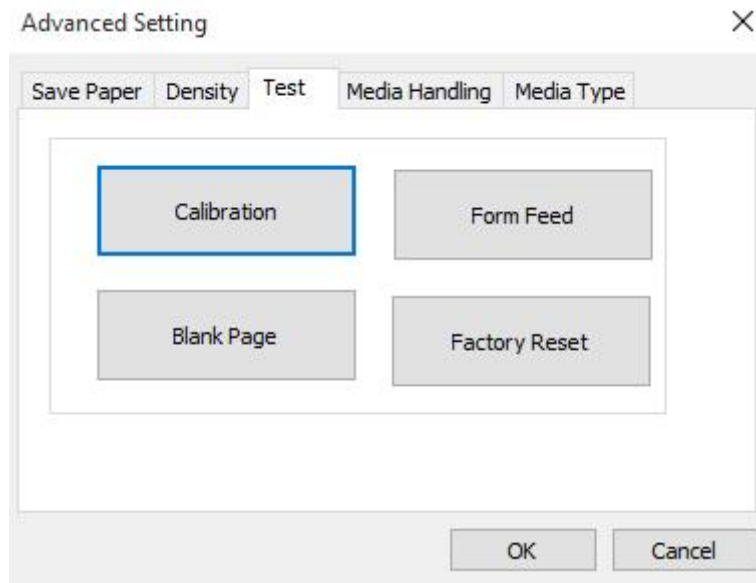 Advanced Setting
Save Paper Density Test Media Handling Media Type
Calibration Form Feed
Blank Page Factory Reset
OK Cancel